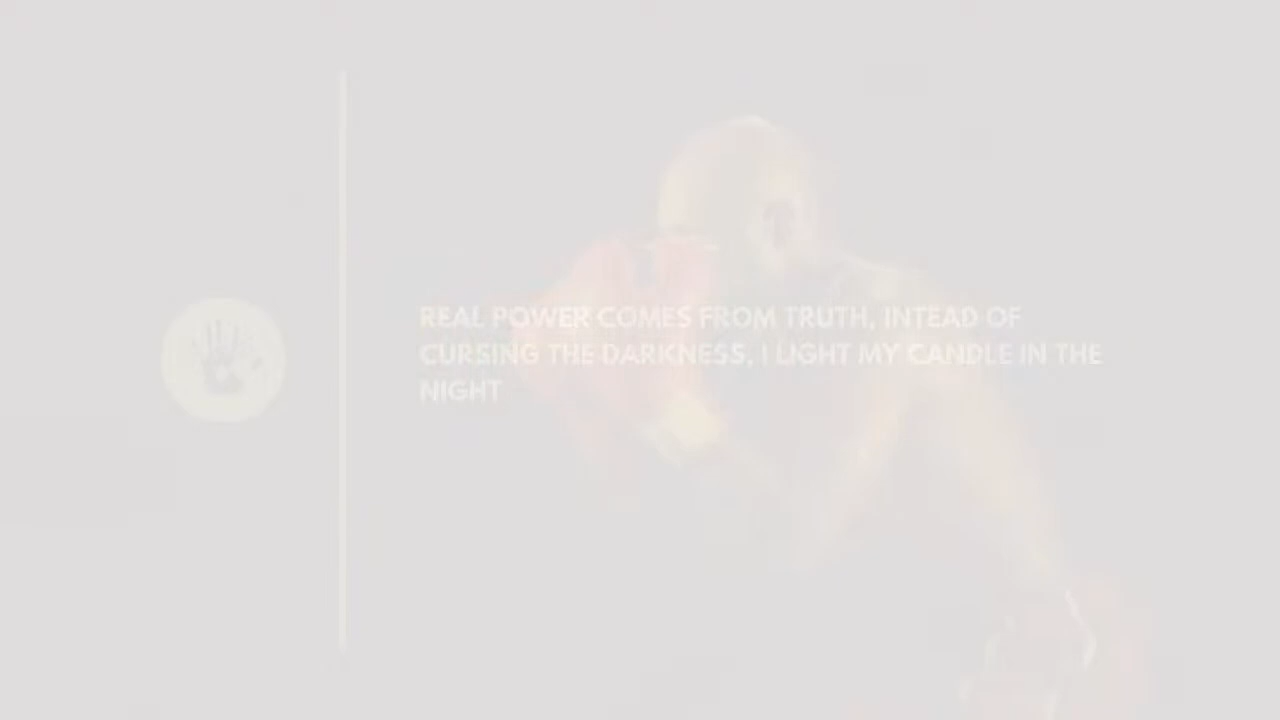 REAL POWER COMES FROM TRUTH, INTEAD OF
CURSING THE DARKNESS, I LIGHT MY CANDLE IN THE
NIGHT